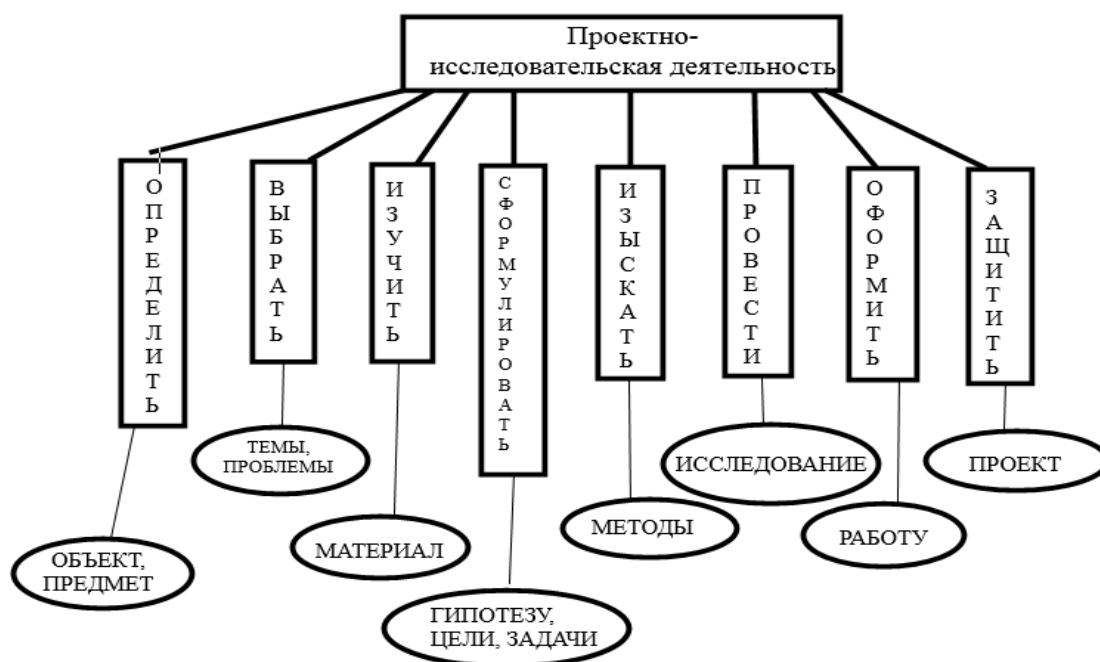 Проектно-
исследовательская деятельность
ОПРЕДЕЛИТЬ
ВЫБРАТЬ
ИЗУЧИТЬ
СФОРМУЛИРОВАТЬ
ИЗЫСКАТЬ
ПРОВЕСТИ
ОФОРМИТЬ
ЗАЩИТИТЬ
ОБЪЕКТ,
ПРЕДМЕТ
ТЕМЫ,
ПРОБЛЕМЫ
МАТЕРИАЛ
ГИПОТЕЗУ,
ЦЕЛИ, ЗАДАЧИ
МЕТОДЫ
ИССЛЕДОВАНИЕ
РАБОТУ
ПРОЕКТ